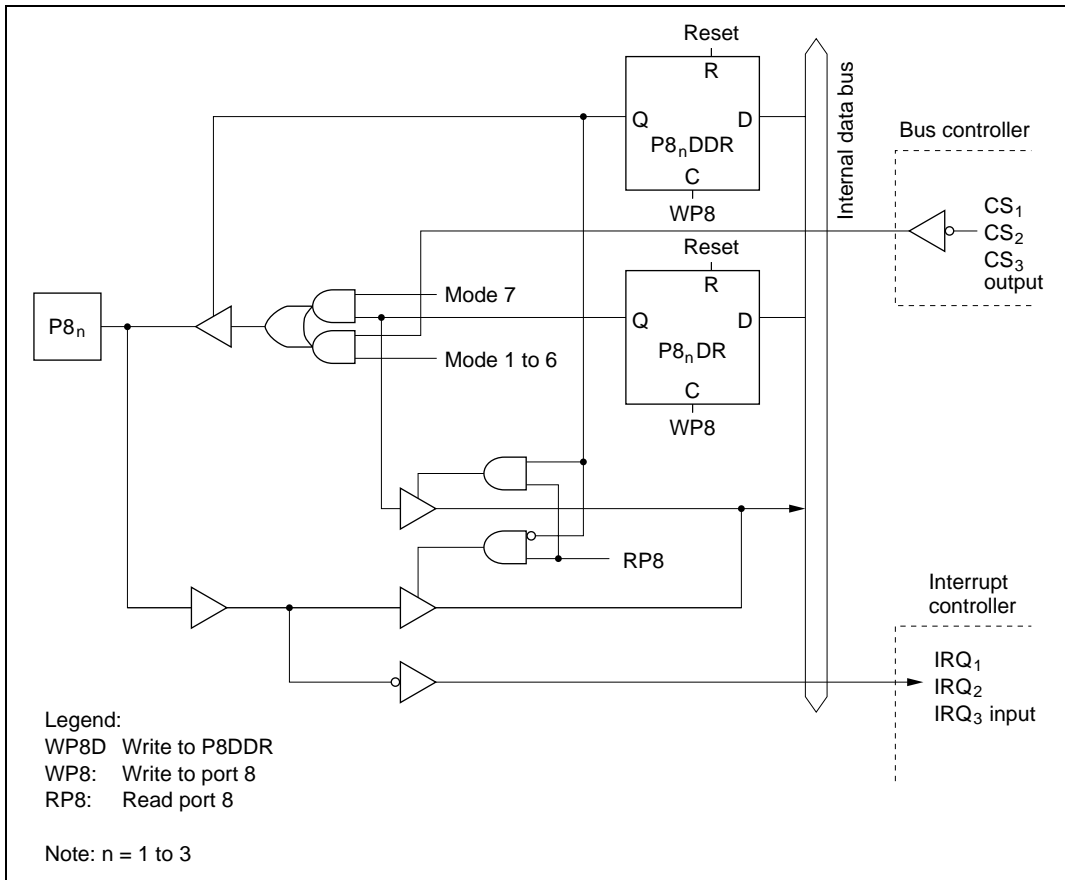 Reset
R
Q
D
P8nDDR
C
WP8
Internal data bus
Bus controller
CS1
CS2
CS3
output
Reset
R
Q
D
P8nDR
C
WP8
Mode 7
P8n
Mode 1 to 6
RP8
Interrupt
controller
IRQ1
IRQ2
IRQ3 input
Legend:
WP8D Write to P8DDR
WP8: Write to port 8
RP8: Read port 8
Note: n = 1 to 3